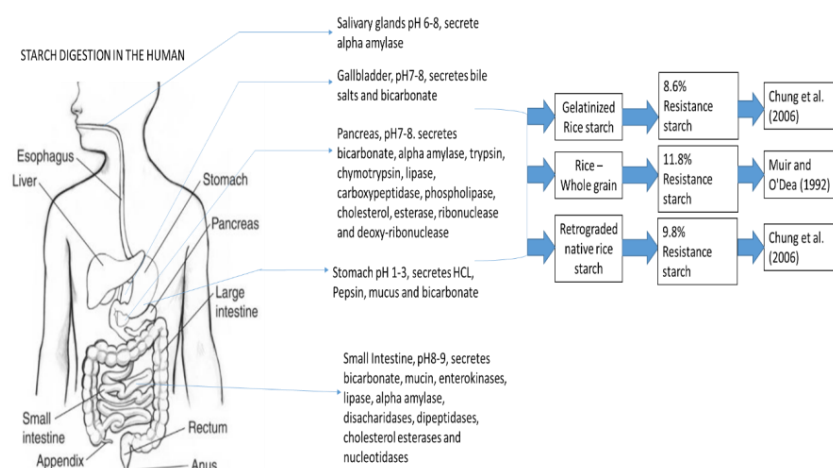 STARCH DIGESTION IN THE HUMAN
Salivary glands pH 6-8, secrete
alpha amylase
Gallbladder, pH7-8, secretes bile
salts and bicarbonate
Pancreas, pH7-8. secretes
bicarbonate, alpha amylase, trypsin,
chymotrypsin, lipase,
carboxypeptidase, phospholipase,
cholesterol, esterase, ribonuclease
and deoxy-ribonuclease
Stomach pH 1-3, secretes HCL,
Pepsin, mucus and bicarbonate
Small Intestine, pH8-9, secretes
bicarbonate, mucin, enterokinases,
lipase, alpha amylase,
disacharidases, dipeptidases,
cholesterol esterases and
nucleotidases
Esophagus
Liver
Stomach
Pancreas
Large
intestine
Small
intestine
Appendix
Rectum
Anus
Gelatinized
Rice starch
8.6%
Resistance
starch
Chung et al.
(2006)
Rice –
Whole grain
11.8%
Resistance
starch
Muir and
O'Dea (1992)
Retrograded
native rice
starch
9.8%
Resistance
starch
Chung et al.
(2006)